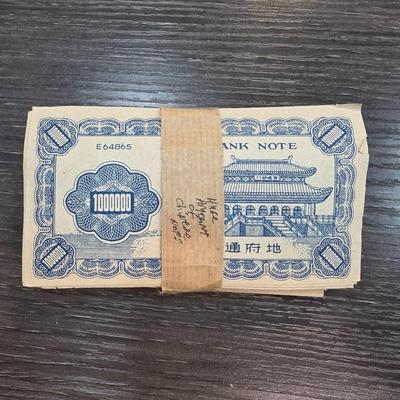 E64865
ANK NOTE
1000000
Huge
Amount
of
Chinese
Notes
通府地